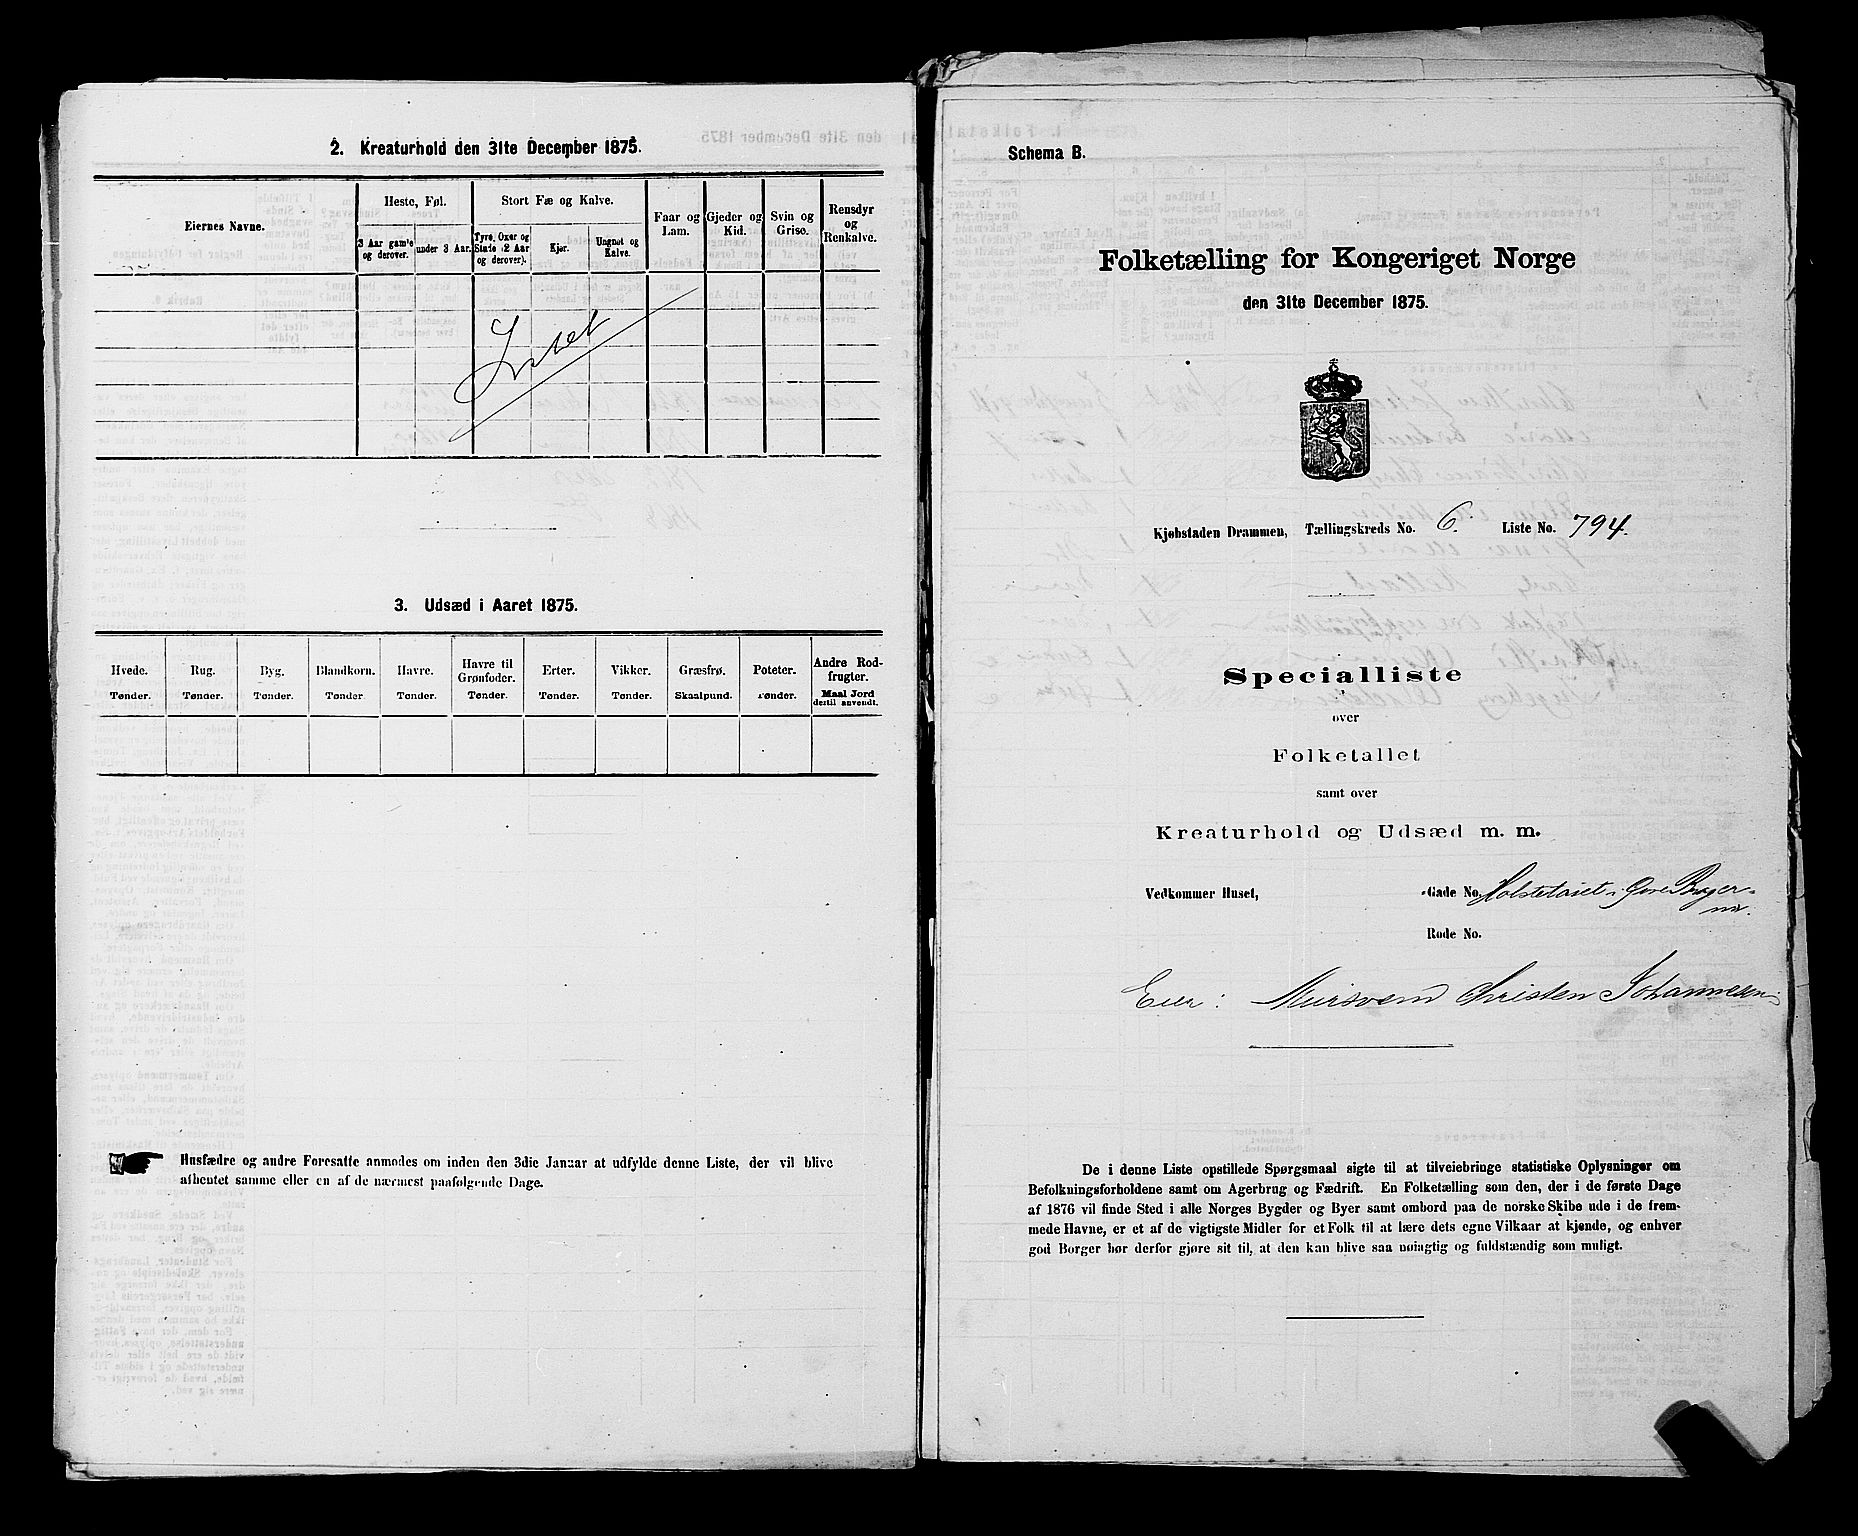 2. Kreaturhold den 31te December 1875.
Eiernes Navne.
Heste, Føl.
3 Aar gam'e og derover.
under 3 Aar.
Stort Fæ og Kalve.
Tyre, Oxer og Stude (2 Aar og derover).
Kjør.
Ungnøt og Kalve.
Faar og Lam.
Gjeder og Kid.
Svin og Grise.
Rensdyr og Renkalve.
Intet
3. Udsæd i Aaret 1875.
Hvede. Tønder.
Rug. Tønder.
Byg. Tønder.
Blandkorn. Tønder.
Havre. Tønder.
Havre til Grønfoder. Tønder.
Erter. Tønder.
Vikker. Tønder.
Græsfrø. Skaalpund.
Poteter. Tønder.
Andre Rodfrugter. Maal Jord dertil anvendt.
Husfædre og andre Foresatte anmodes om inden den 3die Januar at udfylde denne Liste, der vil blive
afhentet samme eller en af de nærmest paafølgende Dage.
Schema B.
Folketælling for Kongeriget Norge
den 31te December 1875.
Kjøbstaden Drammen, Tællingskreds No. 6. Liste No. 794.
Specialliste
over
Folketallet
samt over
Kreaturhold og Udsæd m. m.
Vedkommer Huset, Gade No.
Rode No.
Eier: Mursvend Christen Johannesen
De i denne Liste opstillede Spørgsmaal sigte til at tilveiebringe statistiske Oplysninger om
Befolkningsforholdene samt om Agerbrug og Fædrift. En Folketælling som den, der i de første Dage
af 1876 vil finde Sted i alle Norges Bygder og Byer samt ombord paa de norske Skibe ude i de frem-
mede Havne, er et af de vigtigste Midler for et Folk til at lære dets egne Vilkaar at kjende, og enhver
god Borger bør derfor gjøre sit til, at den kan blive saa nøiagtig og fuldstændig som muligt.